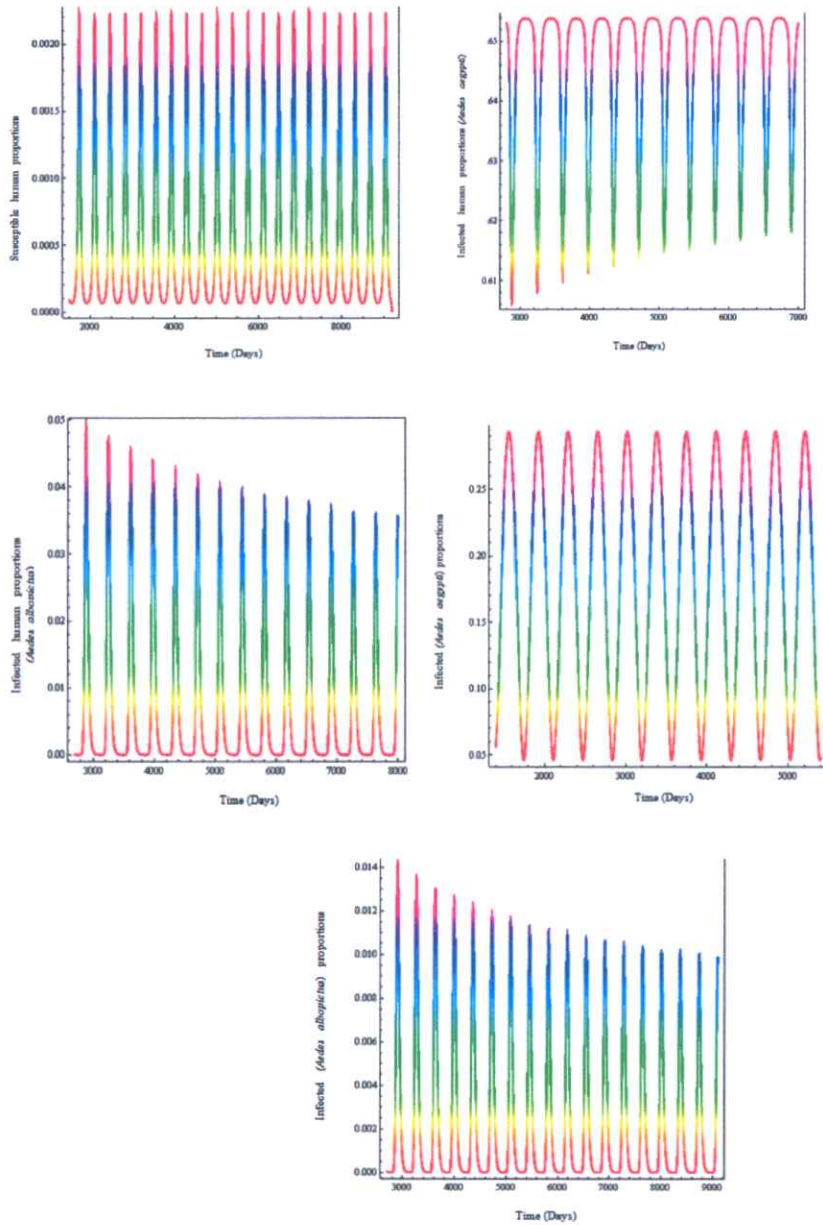 Susceptible human proportions
0.0020
0.0015
0.0010
0.0005
0.0000
2000 4000 6000 8000
Time (Days)
Infected human proportions (Aedes aegypti)
.65
.64
.63
.62
0.61
3000 4000 5000 6000 7000
Time (Days)
Infected human proportions
(Aedes albopictus)
0.05
0.04
0.03
0.02
0.01
0.00
3000 4000 5000 6000 7000 8000
Time (Days)
Infected (Aedes aegypti) proportions
0.25
0.20
0.15
0.10
0.05
2000 3000 4000 5000
Time (Days)
Infected (Aedes albopictus) proportions
0.014
0.012
0.010
0.008
0.006
0.004
0.002
0.000
3000 4000 5000 6000 7000 8000 9000
Time (Days)